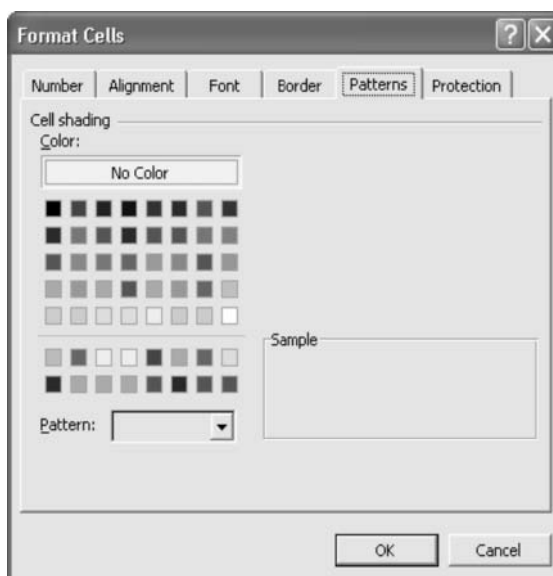 Format Cells
Number Alignment Font Border Patterns Protection
Cell shading
Color:
No Color
Sample
Pattern:
OK Cancel